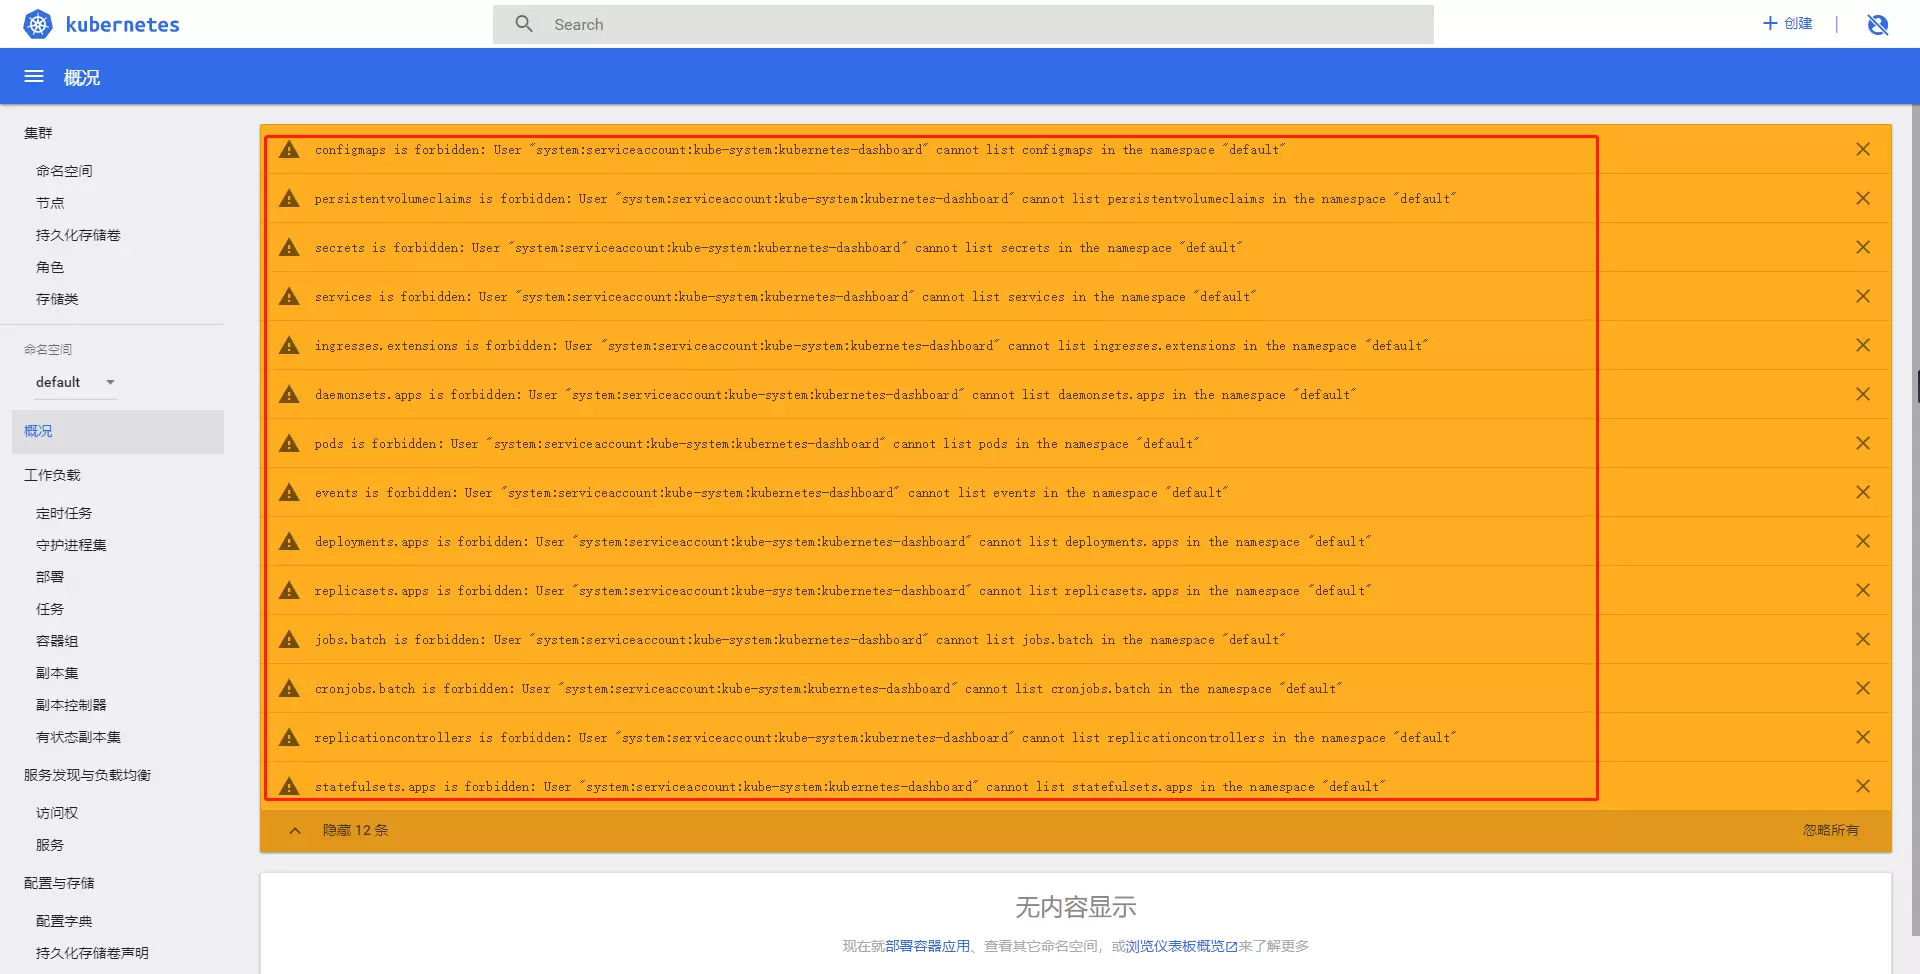 kubernetes
Search
创建
概况
集群
命名空间
节点
持久化存储卷
角色
存储类
命名空间
default
概况
工作负载
定时任务
守护进程集
部署
任务
容器组
副本集
副本控制器
有状态副本集
服务发现与负载均衡
访问权
服务
配置与存储
配置字典
持久化存储卷声明
configmaps is forbidden: User "system:serviceaccount:kube-system:kubernetes-dashboard" cannot list configmaps in the namespace "default"
persistentvolumeclaims is forbidden: User "system:serviceaccount:kube-system:kubernetes-dashboard" cannot list persistentvolumeclaims in the namespace "default"
secrets is forbidden: User "system:serviceaccount:kube-system:kubernetes-dashboard" cannot list secrets in the namespace "default"
services is forbidden: User "system:serviceaccount:kube-system:kubernetes-dashboard" cannot list services in the namespace "default"
ingresses.extensions is forbidden: User "system:serviceaccount:kube-system:kubernetes-dashboard" cannot list ingresses.extensions in the namespace "default"
daemonsets.apps is forbidden: User "system:serviceaccount:kube-system:kubernetes-dashboard" cannot list daemonsets.apps in the namespace "default"
pods is forbidden: User "system:serviceaccount:kube-system:kubernetes-dashboard" cannot list pods in the namespace "default"
events is forbidden: User "system:serviceaccount:kube-system:kubernetes-dashboard" cannot list events in the namespace "default"
deployments.apps is forbidden: User "system:serviceaccount:kube-system:kubernetes-dashboard" cannot list deployments.apps in the namespace "default"
replicasets.apps is forbidden: User "system:serviceaccount:kube-system:kubernetes-dashboard" cannot list replicasets.apps in the namespace "default"
jobs.batch is forbidden: User "system:serviceaccount:kube-system:kubernetes-dashboard" cannot list jobs.batch in the namespace "default"
cronjobs.batch is forbidden: User "system:serviceaccount:kube-system:kubernetes-dashboard" cannot list cronjobs.batch in the namespace "default"
replicationcontrollers is forbidden: User "system:serviceaccount:kube-system:kubernetes-dashboard" cannot list replicationcontrollers in the namespace "default"
statefulsets.apps is forbidden: User "system:serviceaccount:kube-system:kubernetes-dashboard" cannot list statefulsets.apps in the namespace "default"
隐藏 12 条
忽略所有
无内容显示
现在就部署容器应用、查看其它命名空间，或浏览仪表板概览来了解更多